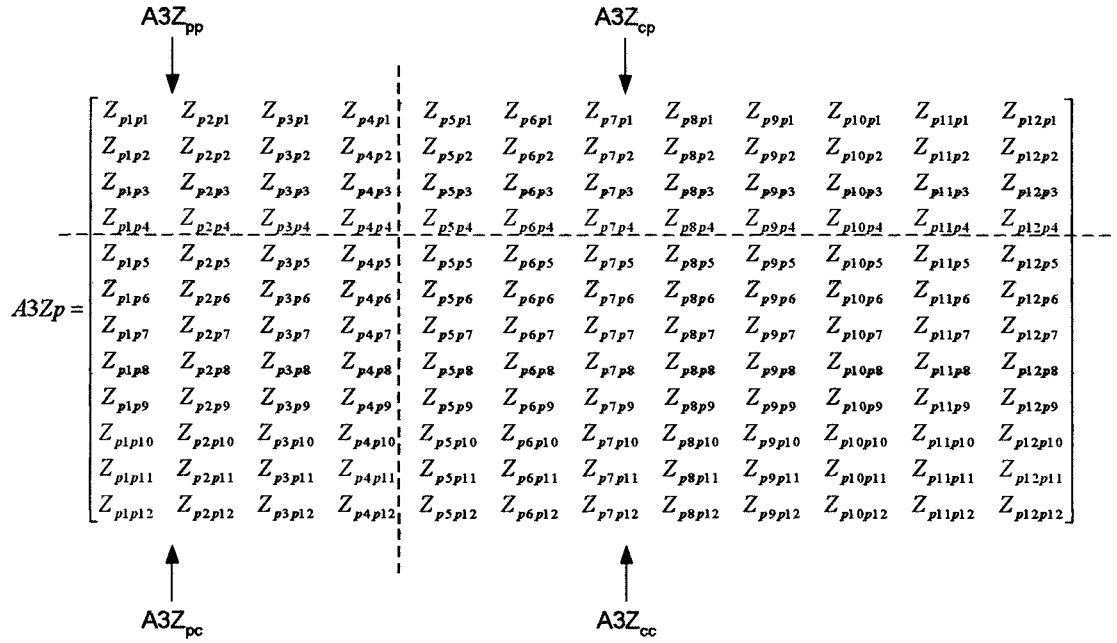 A3Z_pp A3Z_cp
Z_p1p1 Z_p2p1 Z_p3p1 Z_p4p1 Z_p5p1 Z_p6p1 Z_p7p1 Z_p8p1 Z_p9p1 Z_p10p1 Z_p11p1 Z_p12p1
Z_p1p2 Z_p2p2 Z_p3p2 Z_p4p2 Z_p5p2 Z_p6p2 Z_p7p2 Z_p8p2 Z_p9p2 Z_p10p2 Z_p11p2 Z_p12p2
Z_p1p3 Z_p2p3 Z_p3p3 Z_p4p3 Z_p5p3 Z_p6p3 Z_p7p3 Z_p8p3 Z_p9p3 Z_p10p3 Z_p11p3 Z_p12p3
Z_p1p4 Z_p2p4 Z_p3p4 Z_p4p4 Z_p5p4 Z_p6p4 Z_p7p4 Z_p8p4 Z_p9p4 Z_p10p4 Z_p11p4 Z_p12p4
Z_p1p5 Z_p2p5 Z_p3p5 Z_p4p5 Z_p5p5 Z_p6p5 Z_p7p5 Z_p8p5 Z_p9p5 Z_p10p5 Z_p11p5 Z_p12p5
Z_p1p6 Z_p2p6 Z_p3p6 Z_p4p6 Z_p5p6 Z_p6p6 Z_p7p6 Z_p8p6 Z_p9p6 Z_p10p6 Z_p11p6 Z_p12p6
A3Zp =
Z_p1p7 Z_p2p7 Z_p3p7 Z_p4p7 Z_p5p7 Z_p6p7 Z_p7p7 Z_p8p7 Z_p9p7 Z_p10p7 Z_p11p7 Z_p12p7
Z_p1p8 Z_p2p8 Z_p3p8 Z_p4p8 Z_p5p8 Z_p6p8 Z_p7p8 Z_p8p8 Z_p9p8 Z_p10p8 Z_p11p8 Z_p12p8
Z_p1p9 Z_p2p9 Z_p3p9 Z_p4p9 Z_p5p9 Z_p6p9 Z_p7p9 Z_p8p9 Z_p9p9 Z_p10p9 Z_p11p9 Z_p12p9
Z_p1p10 Z_p2p10 Z_p3p10 Z_p4p10 Z_p5p10 Z_p6p10 Z_p7p10 Z_p8p10 Z_p9p10 Z_p10p10 Z_p11p10 Z_p12p10
Z_p1p11 Z_p2p11 Z_p3p11 Z_p4p11 Z_p5p11 Z_p6p11 Z_p7p11 Z_p8p11 Z_p9p11 Z_p10p11 Z_p11p11 Z_p12p11
Z_p1p12 Z_p2p12 Z_p3p12 Z_p4p12 Z_p5p12 Z_p6p12 Z_p7p12 Z_p8p12 Z_p9p12 Z_p10p12 Z_p11p12 Z_p12p12
A3Z_pc A3Z_cc